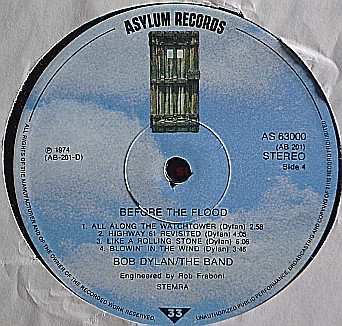 ASYLUM RECORDS
℗ 1974
(AB-201-D)
AS 63000
(AB 201)
STEREO
Side 4
BEFORE THE FLOOD
1. ALL ALONG THE WATCHTOWER (Dylan) 2:58
2. HIGHWAY 61 REVISITED (Dylan) 4:05
3. LIKE A ROLLING STONE (Dylan) 6:06
4. BLOWIN' IN THE WIND (Dylan) 3:46
BOB DYLAN/THE BAND
Engineered by Rob Fraboni
STEMRA
33
ALL RIGHTS OF THE MANUFACTURER AND OF THE OWNER OF THE RECORDED WORK RESERVED
UNAUTHORIZED PUBLIC PERFORMANCE, BROADCASTING AND COPYING OF THIS RECORD PROHIBITED